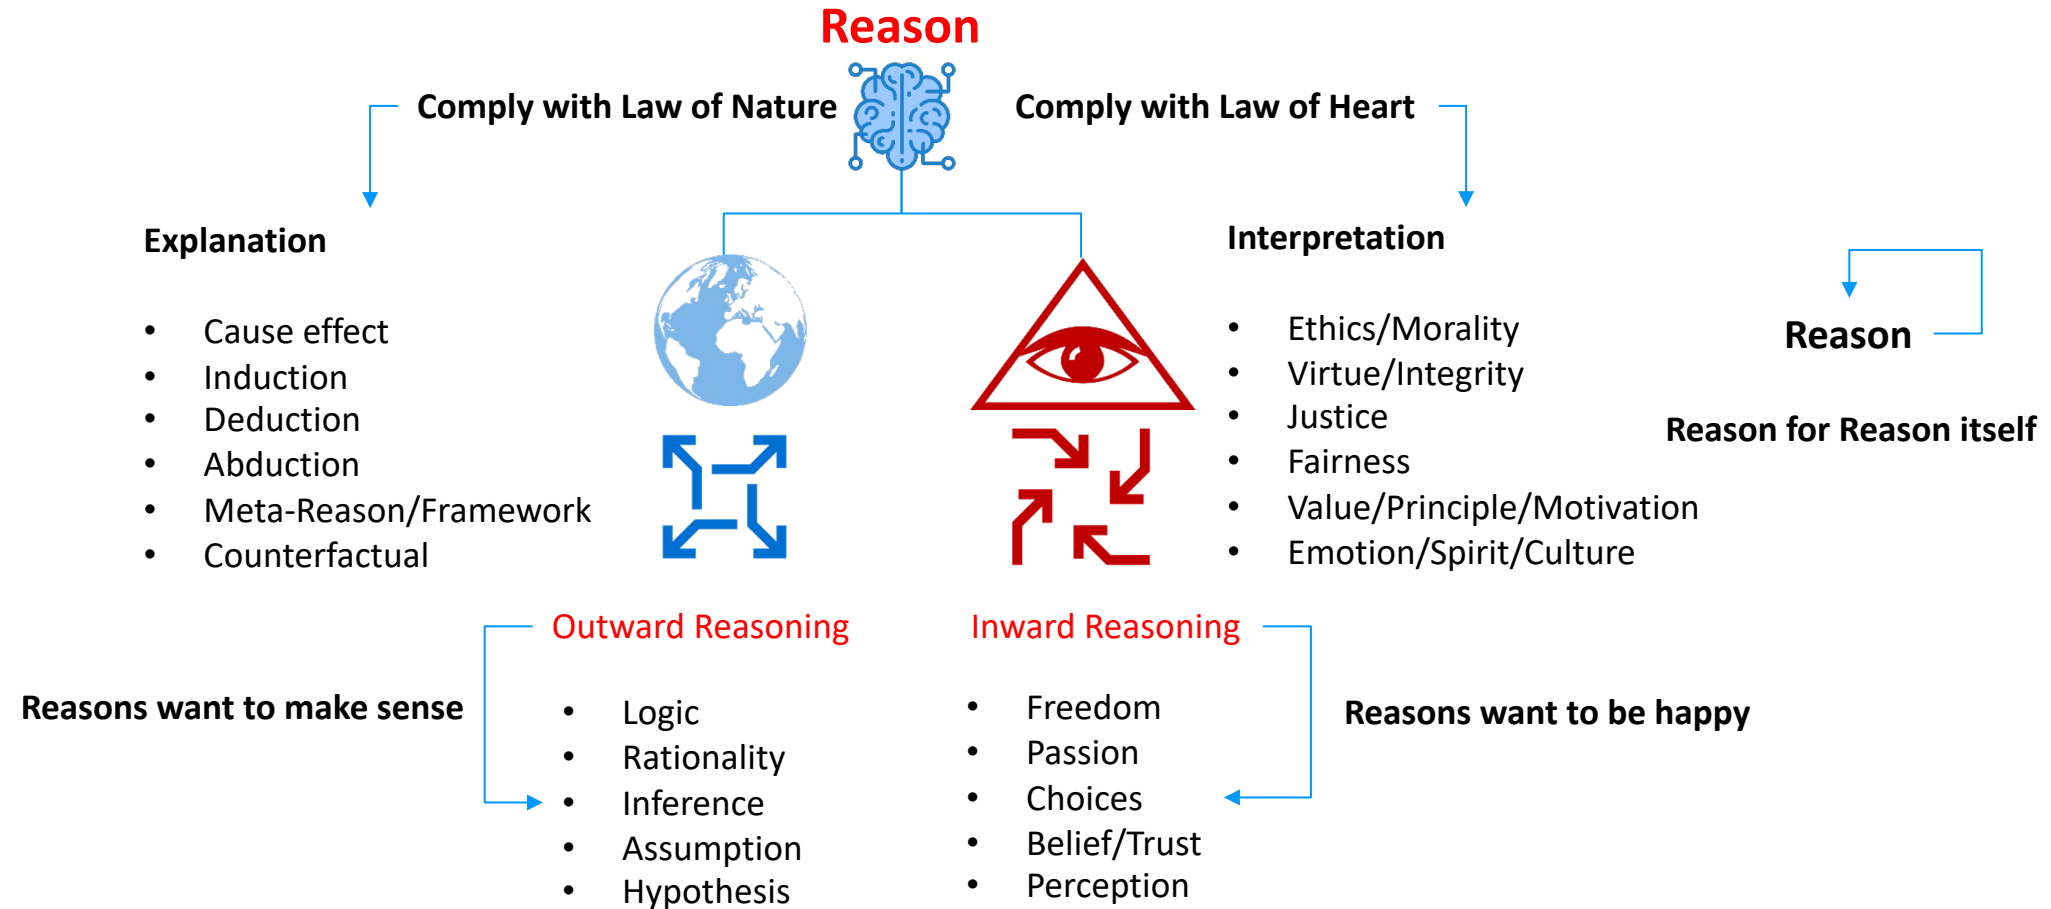 Reason
Comply with Law of Nature
Comply with Law of Heart
Explanation
• Cause effect
• Induction
• Deduction
• Abduction
• Meta-Reason/Framework
• Counterfactual
Interpretation
• Ethics/Morality
• Virtue/Integrity
• Justice
• Fairness
• Value/Principle/Motivation
• Emotion/Spirit/Culture
Reason
Reason for Reason itself
Outward Reasoning
Reasons want to make sense
• Logic
• Rationality
• Inference
• Assumption
• Hypothesis
Inward Reasoning
• Freedom
• Passion
• Choices
• Belief/Trust
• Perception
Reasons want to be happy